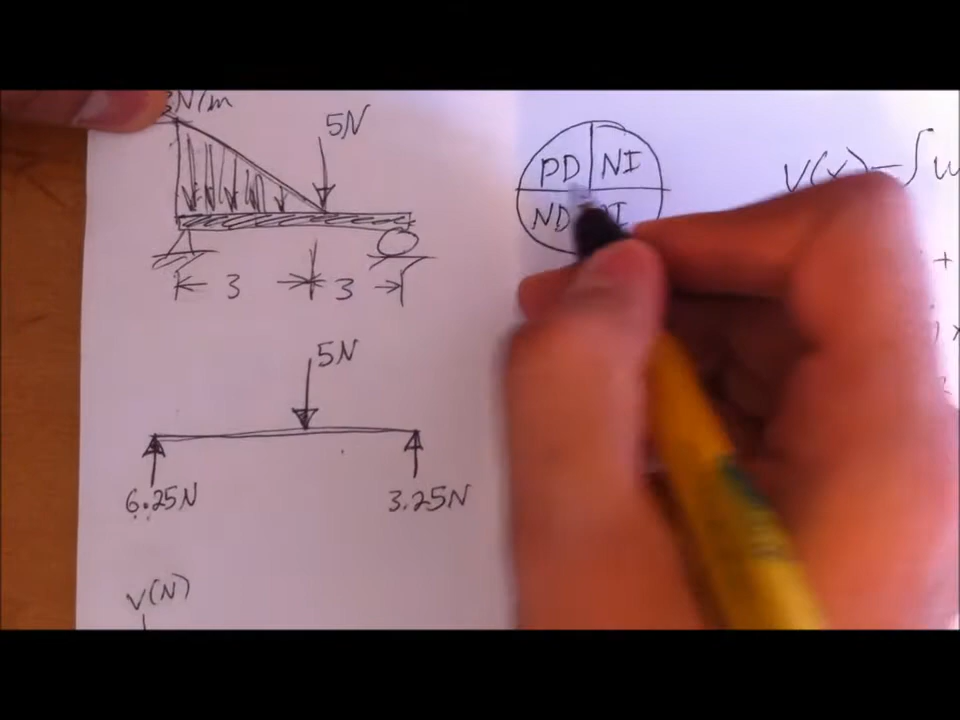 N/m
5N
3
3
5N
6.25N
3.25N
V(N)
PD NI
ND
V(x) = ∫w
+